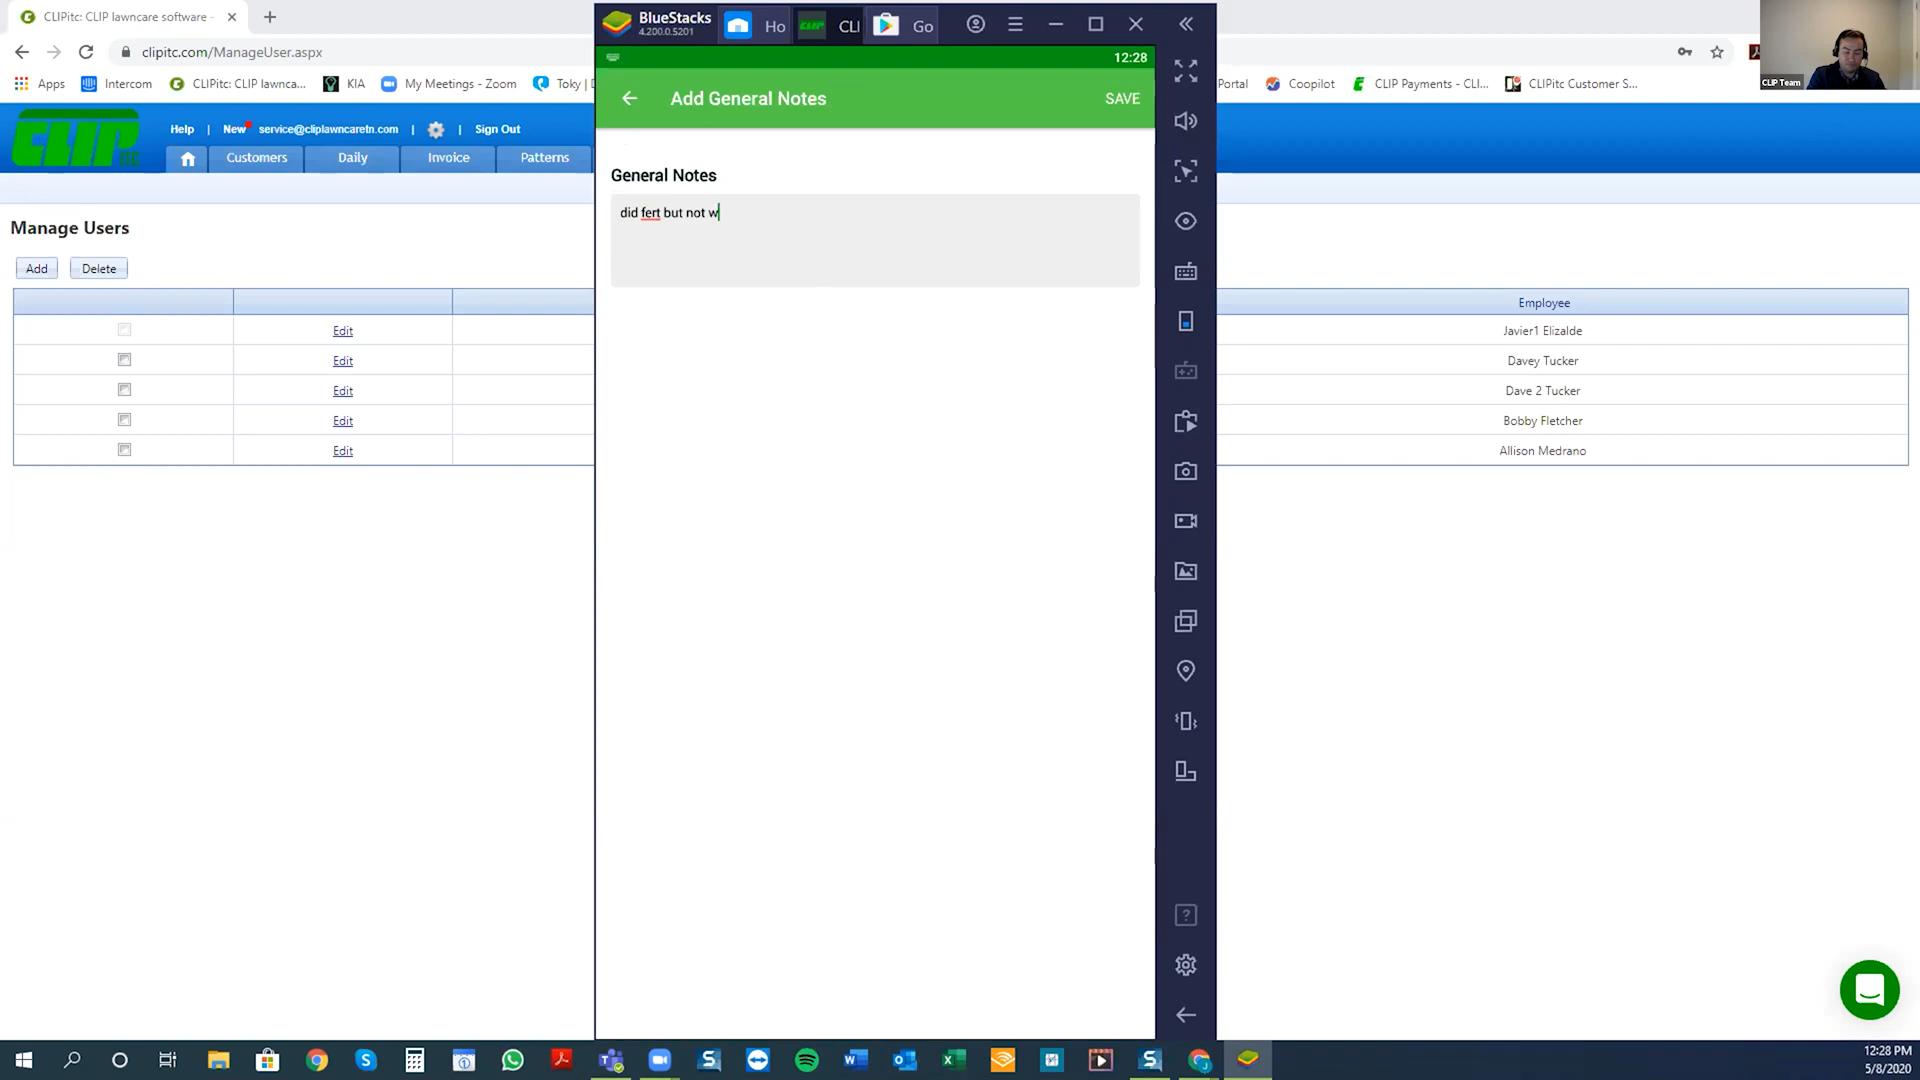 CLIPitc: CLIP lawncare software -
clipitc.com/ManageUser.aspx
Apps
Intercom
CLIPitc: CLIP lawnca...
KIA
My Meetings - Zoom
Toky |
Portal
Coopilot
CLIP Payments - CLI...
CLIPitc Customer S...
CLIP Team
CLIP
ITC
Help | New service@cliplawncaretn.com | | Sign Out
Customers
Daily
Invoice
Patterns
Manage Users
Add
Delete
Employee
Edit
Javier1 Elizalde
Edit
Davey Tucker
Edit
Dave 2 Tucker
Edit
Bobby Fletcher
Edit
Allison Medrano
BlueStacks
4.200.0.5201
Ho
CLI
Go
12:28
Add General Notes
SAVE
General Notes
did fert but not w
12:28 PM
5/8/2020